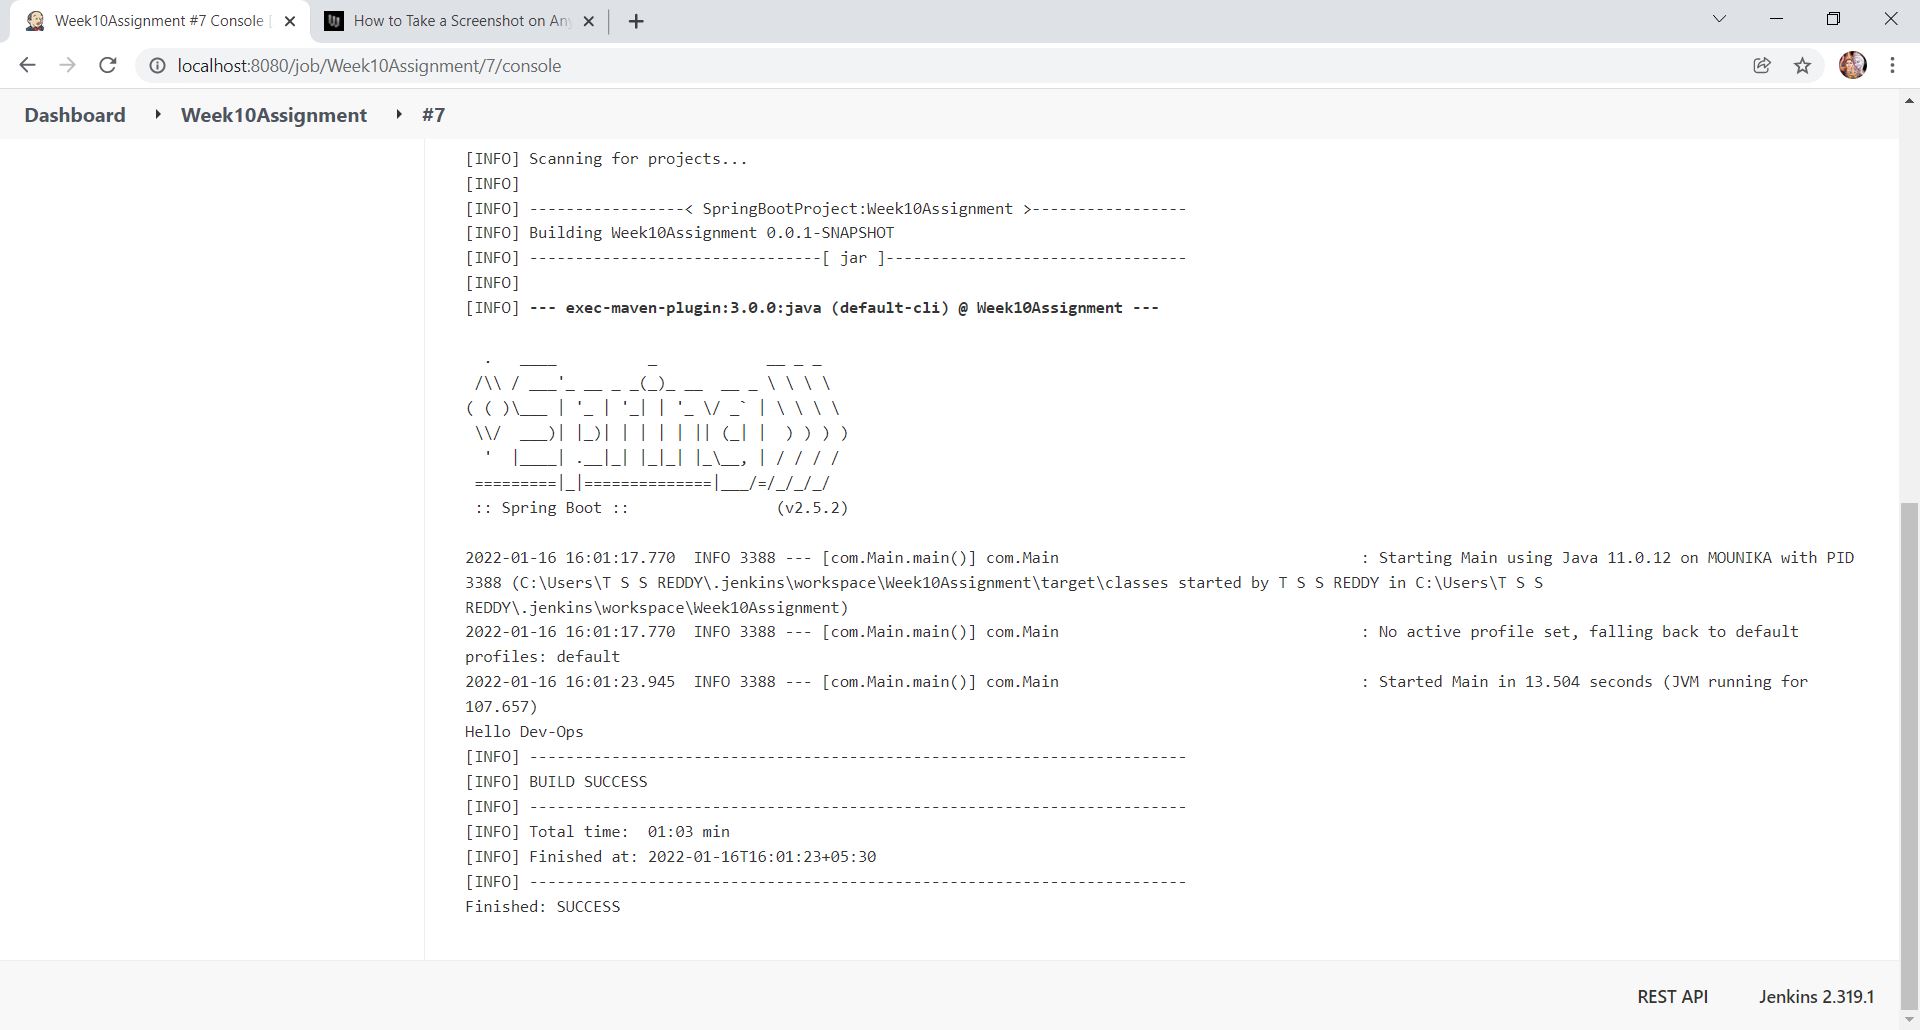 Week10Assignment #7 Console [
How to Take a Screenshot on Any
localhost:8080/job/Week10Assignment/7/console
Dashboard Week10Assignment #7
[INFO] Scanning for projects...
[INFO]
[INFO] -----------------< SpringBootProject:Week10Assignment >-----------------
[INFO] Building Week10Assignment 0.0.1-SNAPSHOT
[INFO] --------------------------------[ jar ]---------------------------------
[INFO]
[INFO] --- exec-maven-plugin:3.0.0:java (default-cli) @ Week10Assignment ---
  .   ____          _            __ _ _
 /\\ / ___'_ __ _ _(_)_ __  __ _ \ \ \ \
( ( )\___ | '_ | '_| | '_ \/ _` | \ \ \ \
 \\/  ___)| |_)| | | | | || (_| |  ) ) ) )
  '  |____| .__|_| |_|_| |_\__, | / / / /
 =========|_|==============|___/=/_/_/_/
 :: Spring Boot ::                (v2.5.2)
2022-01-16 16:01:17.770  INFO 3388 --- [com.Main.main()] com.Main                                 : Starting Main using Java 11.0.12 on MOUNIKA with PID
3388 (C:\Users\T S S REDDY\.jenkins\workspace\Week10Assignment\target\classes started by T S S REDDY in C:\Users\T S S
REDDY\.jenkins\workspace\Week10Assignment)
2022-01-16 16:01:17.770  INFO 3388 --- [com.Main.main()] com.Main                                 : No active profile set, falling back to default
profiles: default
2022-01-16 16:01:23.945  INFO 3388 --- [com.Main.main()] com.Main                                 : Started Main in 13.504 seconds (JVM running for
107.657)
Hello Dev-Ops
[INFO] ------------------------------------------------------------------------
[INFO] BUILD SUCCESS
[INFO] ------------------------------------------------------------------------
[INFO] Total time:  01:03 min
[INFO] Finished at: 2022-01-16T16:01:23+05:30
[INFO] ------------------------------------------------------------------------
Finished: SUCCESS
REST API Jenkins 2.319.1